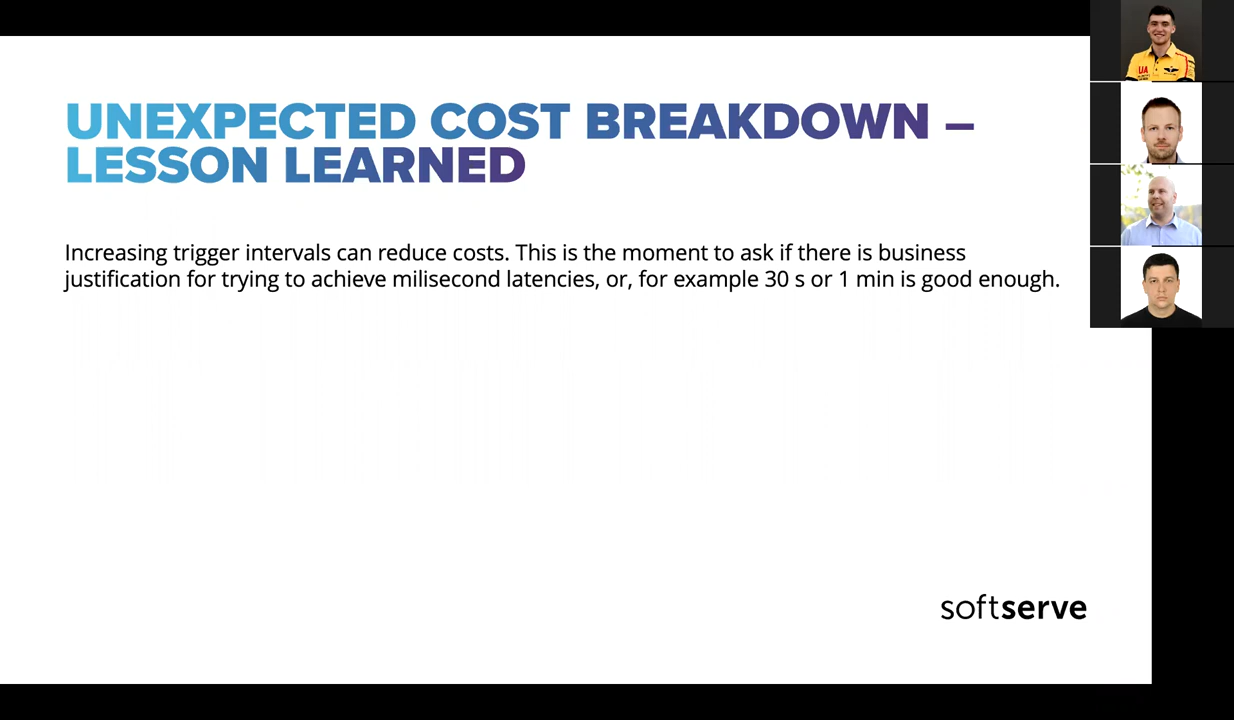 UNEXPECTED COST BREAKDOWN –
LESSON LEARNED
Increasing trigger intervals can reduce costs. This is the moment to ask if there is business
justification for trying to achieve milisecond latencies, or, for example 30 s or 1 min is good enough.
softserve
UA